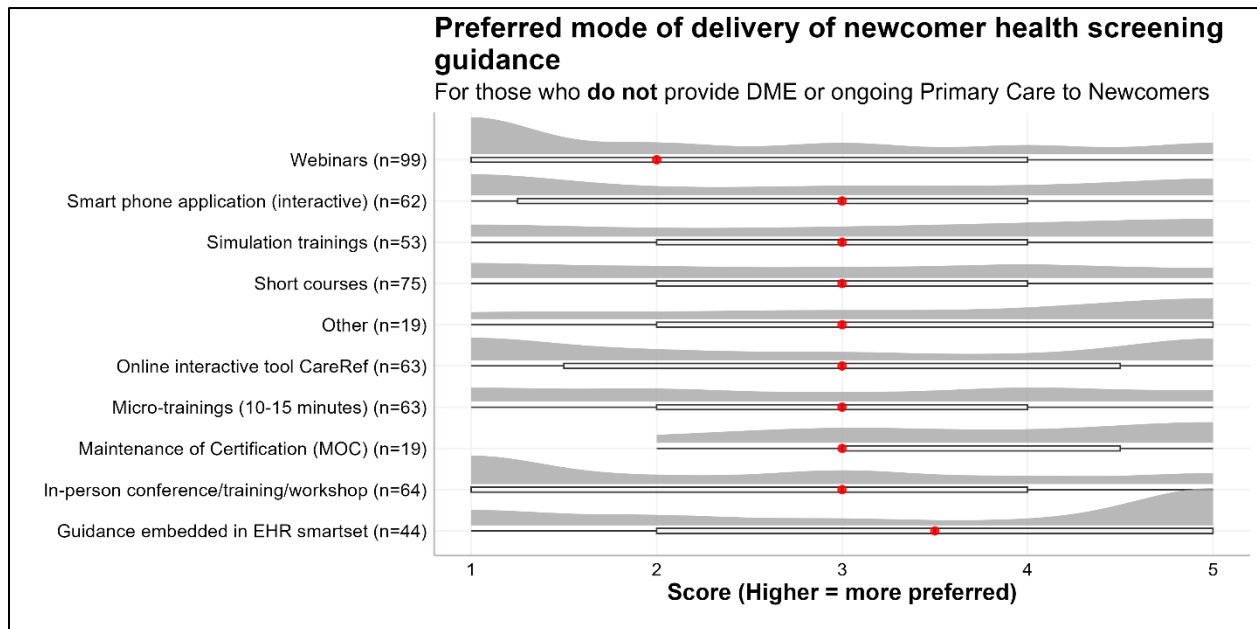 Preferred mode of delivery of newcomer health screening
guidance
For those who do not provide DME or ongoing Primary Care to Newcomers
Webinars (n=99)
Smart phone application (interactive) (n=62)
Simulation trainings (n=53)
Short courses (n=75)
Other (n=19)
Online interactive tool CareRef (n=63)
Micro-trainings (10-15 minutes) (n=63)
Maintenance of Certification (MOC) (n=19)
In-person conference/training/workshop (n=64)
Guidance embedded in EHR smartset (n=44)
1 2 3 4 5
Score (Higher = more preferred)